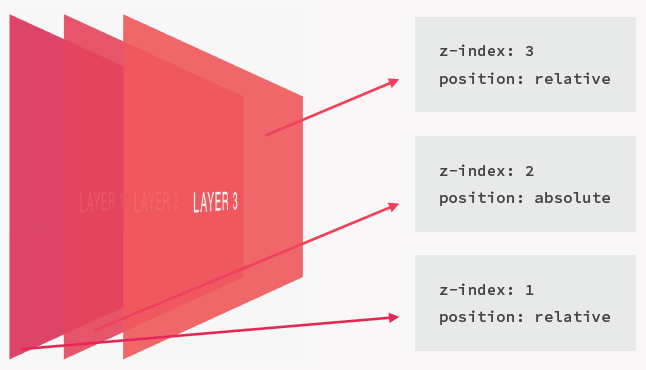 LAYER 1
LAYER 2
LAYER 3
z-index: 3
position: relative
z-index: 2
position: absolute
z-index: 1
position: relative